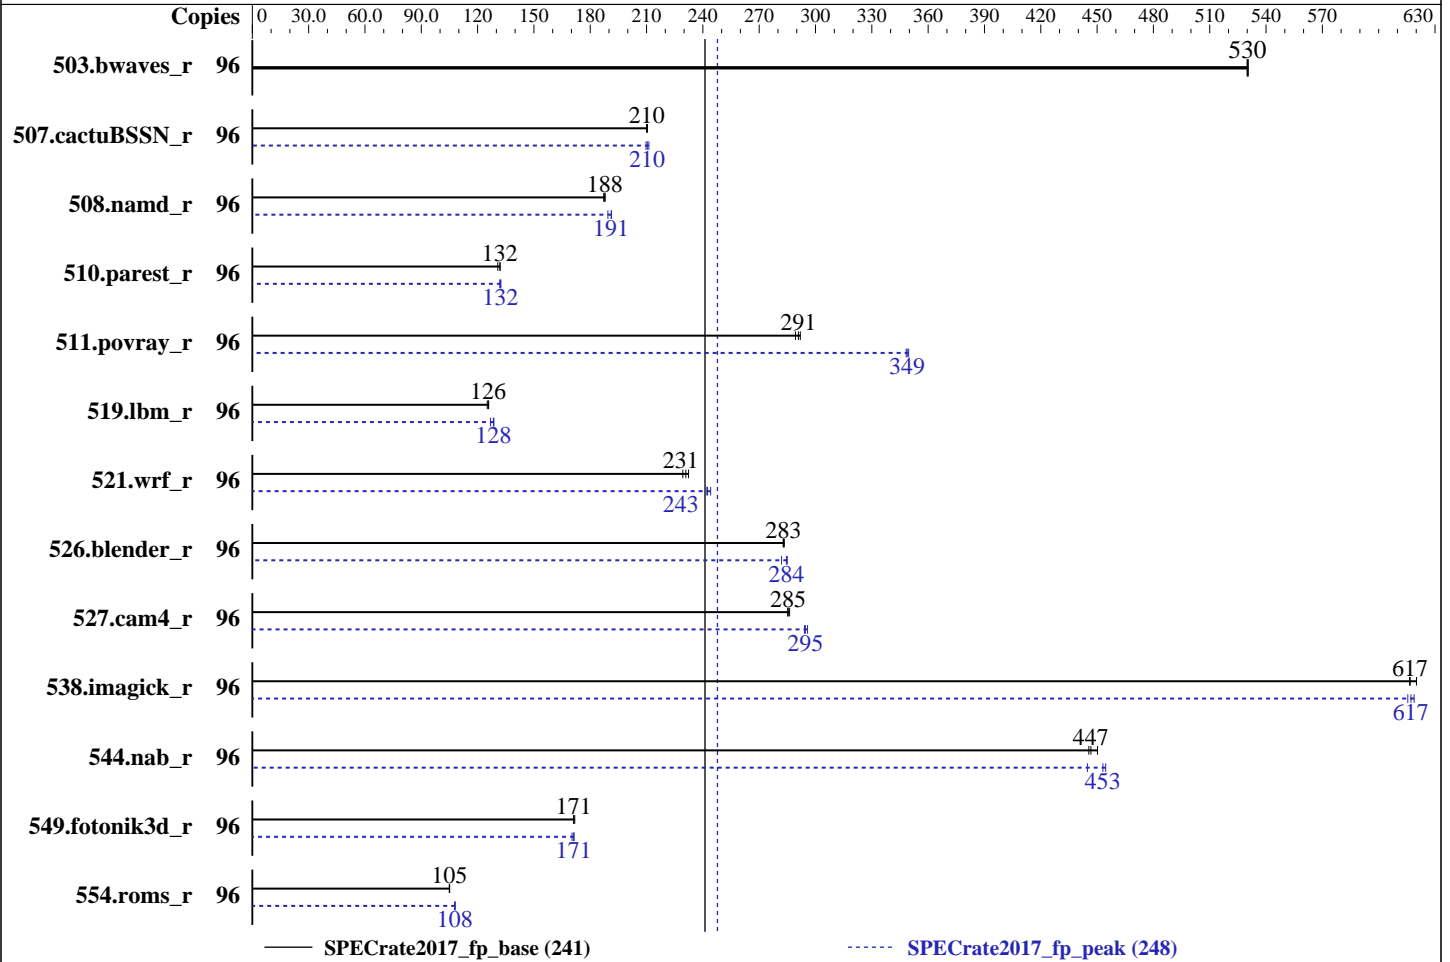 Copies 0 30.0 60.0 90.0 120 150 180 210 240 270 300 330 360 390 420 450 480 510 540 570 630
503.bwaves_r 96 530
507.cactuBSSN_r 96 210
210
508.namd_r 96 188
191
510.parest_r 96 132
132
511.povray_r 96 291
349
519.lbm_r 96 126
128
521.wrf_r 96 231
243
526.blender_r 96 283
284
527.cam4_r 96 285
295
538.imagick_r 96 617
617
544.nab_r 96 447
453
549.fotonik3d_r 96 171
171
554.roms_r 96 105
108
SPECrate2017_fp_base (241) SPECrate2017_fp_peak (248)